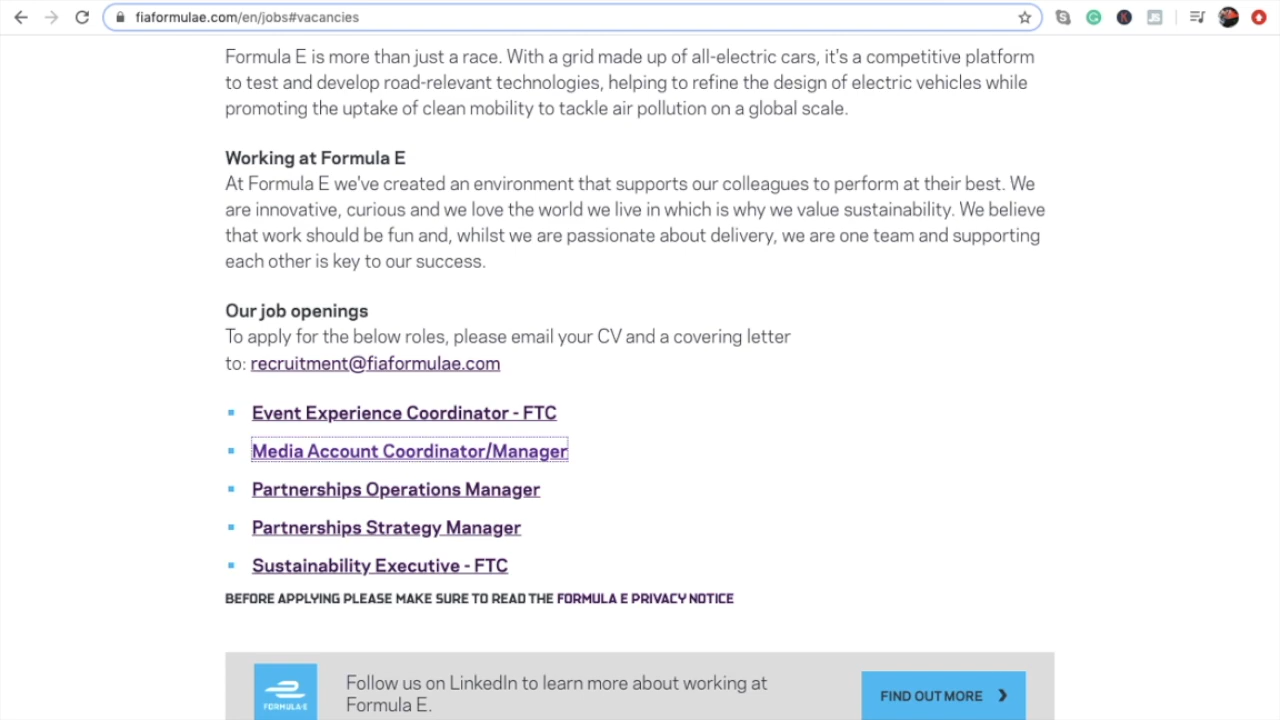 fiaformulae.com/en/jobs#vacancies
Formula E is more than just a race. With a grid made up of all-electric cars, it's a competitive platform
to test and develop road-relevant technologies, helping to refine the design of electric vehicles while
promoting the uptake of clean mobility to tackle air pollution on a global scale.
Working at Formula E
At Formula E we've created an environment that supports our colleagues to perform at their best. We
are innovative, curious and we love the world we live in which is why we value sustainability. We believe
that work should be fun and, whilst we are passionate about delivery, we are one team and supporting
each other is key to our success.
Our job openings
To apply for the below roles, please email your CV and a covering letter
to: recruitment@fiaformulae.com
Event Experience Coordinator - FTC
Media Account Coordinator/Manager
Partnerships Operations Manager
Partnerships Strategy Manager
Sustainability Executive - FTC
BEFORE APPLYING PLEASE MAKE SURE TO READ THE FORMULA E PRIVACY NOTICE
Follow us on LinkedIn to learn more about working at
Formula E.
FORMULA-E
FIND OUT MORE